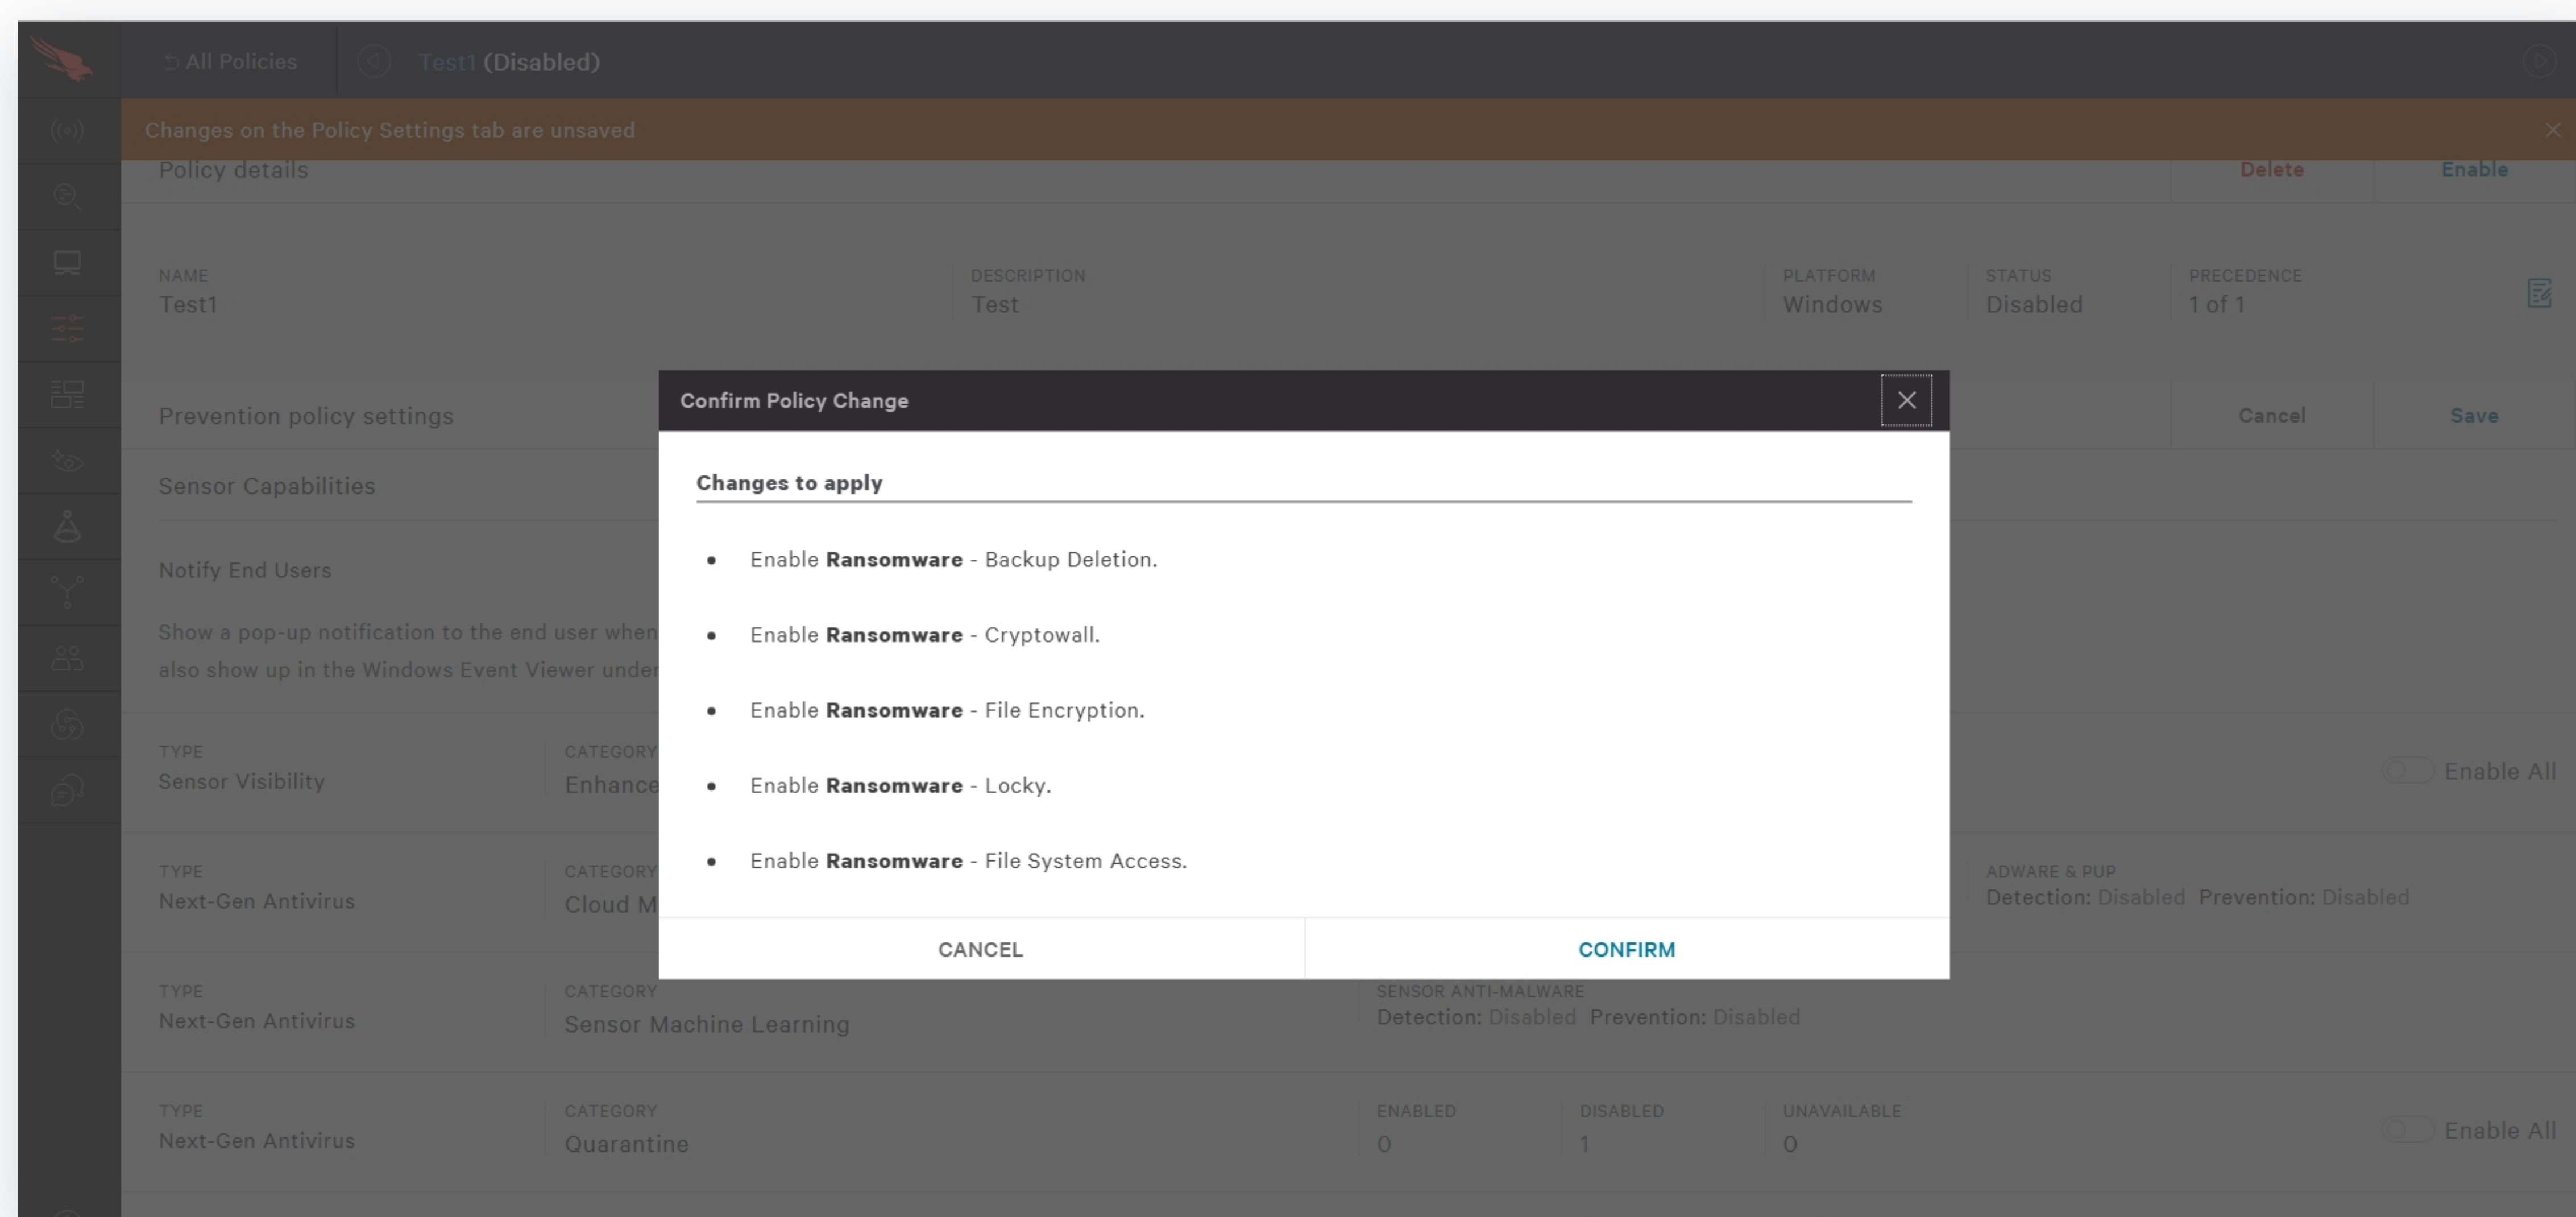 All Policies
Test1 (Disabled)
Changes on the Policy Settings tab are unsaved
Policy details
Delete
Enable
NAME
Test1
DESCRIPTION
Test
PLATFORM
Windows
STATUS
Disabled
PRECEDENCE
1 of 1
Prevention policy settings
Cancel
Save
Sensor Capabilities
Notify End Users
Show a pop-up notification to the end user when
also show up in the Windows Event Viewer under
Confirm Policy Change
Changes to apply
• Enable Ransomware - Backup Deletion.
• Enable Ransomware - Cryptowall.
• Enable Ransomware - File Encryption.
• Enable Ransomware - Locky.
• Enable Ransomware - File System Access.
CANCEL
CONFIRM
TYPE
Sensor Visibility
CATEGORY
Enhance
Enable All
TYPE
Next-Gen Antivirus
CATEGORY
Cloud M
ADWARE & PUP
Detection: Disabled Prevention: Disabled
TYPE
Next-Gen Antivirus
CATEGORY
Sensor Machine Learning
SENSOR ANTI-MALWARE
Detection: Disabled Prevention: Disabled
TYPE
Next-Gen Antivirus
CATEGORY
Quarantine
ENABLED
0
DISABLED
1
UNAVAILABLE
0
Enable All